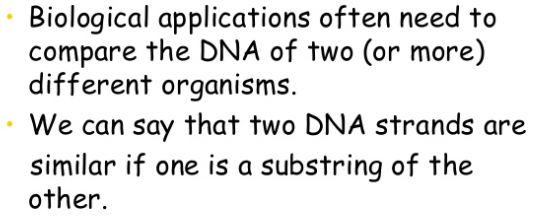 • Biological applications often need to
compare the DNA of two (or more)
different organisms.
• We can say that two DNA strands are
similar if one is a substring of the
other.